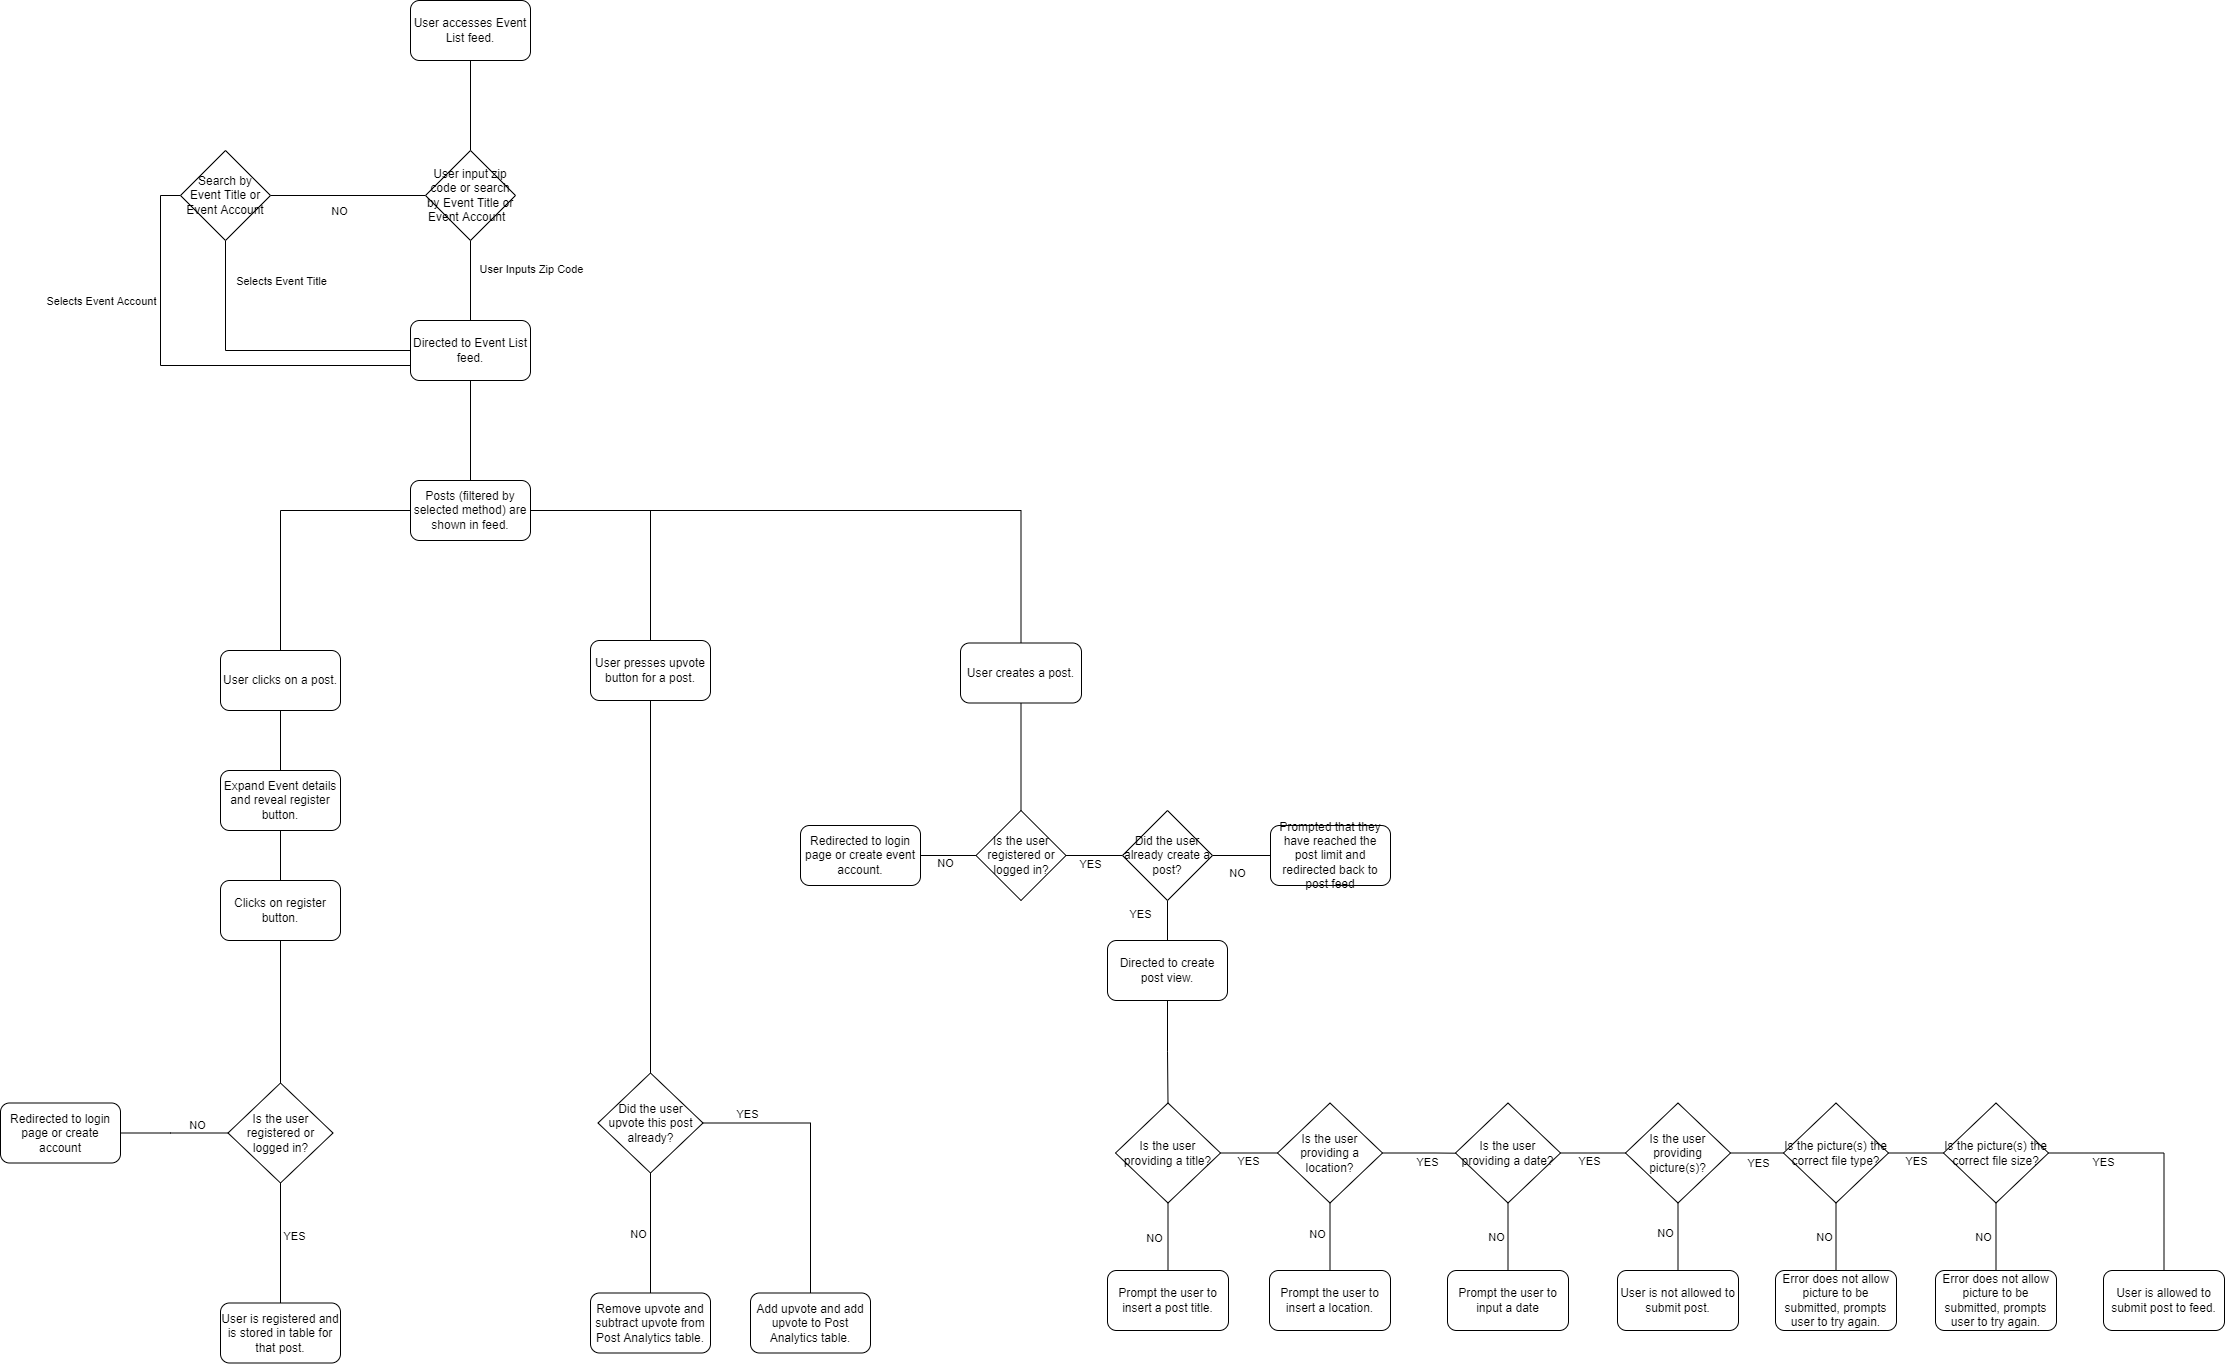 User accesses Event
List feed.
Search by
Event Title or
Event Account
NO
User input zip
code or search
by Event Title or
Event Account
User Inputs Zip Code
Selects Event Title
Selects Event Account
Directed to Event List
feed.
Posts (filtered by
selected method) are
shown in feed.
User clicks on a post.
Expand Event details
and reveal register
button.
Clicks on register
button.
Is the user
registered or
logged in?
NO
Redirected to login
page or create
account
YES
User is registered and
is stored in table for
that post.
User presses upvote
button for a post.
Did the user
upvote this post
already?
YES
NO
Remove upvote and
subtract upvote from
Post Analytics table.
Add upvote and add
upvote to Post
Analytics table.
User creates a post.
Redirected to login
page or create event
account.
NO
Is the user
registered or
logged in?
YES
Did the user
already create a
post?
NO
Prompted that they
have reached the
post limit and
redirected back to
post feed
YES
Directed to create
post view.
Is the user
providing a title?
YES
Is the user
providing a
location?
YES
Is the user
providing a date?
YES
Is the user
providing
picture(s)?
YES
Is the picture(s) the
correct file type?
YES
Is the picture(s) the
correct file size?
YES
NO
NO
NO
NO
NO
NO
Prompt the user to
insert a post title.
Prompt the user to
insert a location.
Prompt the user to
input a date
User is not allowed to
submit post.
Error does not allow
picture to be
submitted, prompts
user to try again.
Error does not allow
picture to be
submitted, prompts
user to try again.
User is allowed to
submit post to feed.